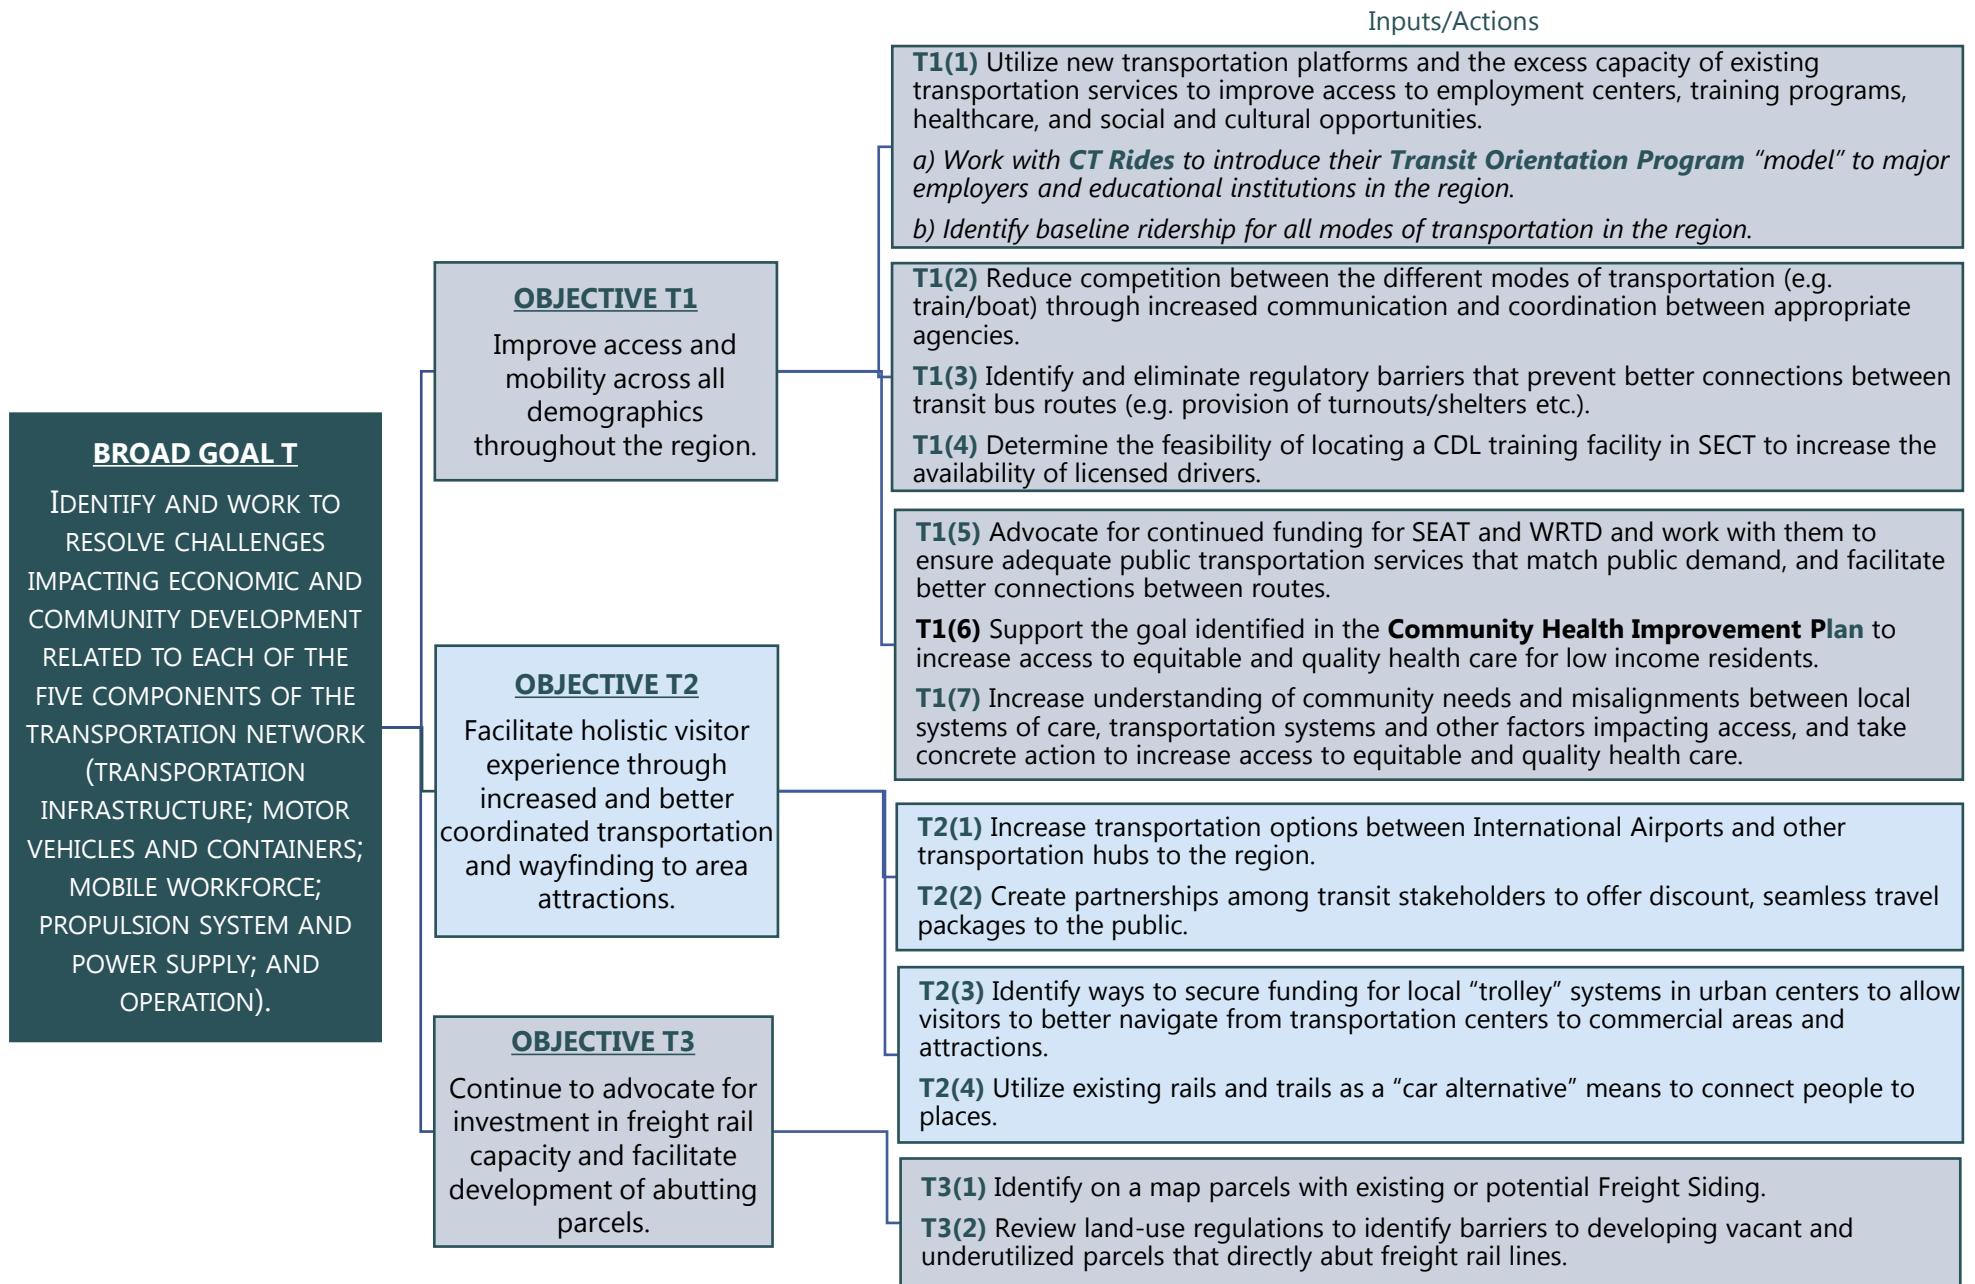 Inputs/Actions
BROAD GOAL T
IDENTIFY AND WORK TO
RESOLVE CHALLENGES
IMPACTING ECONOMIC AND
COMMUNITY DEVELOPMENT
RELATED TO EACH OF THE
FIVE COMPONENTS OF THE
TRANSPORTATION NETWORK
(TRANSPORTATION
INFRASTRUCTURE; MOTOR
VEHICLES AND CONTAINERS;
MOBILE WORKFORCE;
PROPULSION SYSTEM AND
POWER SUPPLY; AND
OPERATION).
OBJECTIVE T1
Improve access and
mobility across all
demographics
throughout the region.
T1(1) Utilize new transportation platforms and the excess capacity of existing
transportation services to improve access to employment centers, training programs,
healthcare, and social and cultural opportunities.
a) Work with CT Rides to introduce their Transit Orientation Program “model” to major
employers and educational institutions in the region.
b) Identify baseline ridership for all modes of transportation in the region.
T1(2) Reduce competition between the different modes of transportation (e.g.
train/boat) through increased communication and coordination between appropriate
agencies.
T1(3) Identify and eliminate regulatory barriers that prevent better connections between
transit bus routes (e.g. provision of turnouts/shelters etc.).
T1(4) Determine the feasibility of locating a CDL training facility in SECT to increase the
availability of licensed drivers.
T1(5) Advocate for continued funding for SEAT and WRTD and work with them to
ensure adequate public transportation services that match public demand, and facilitate
better connections between routes.
T1(6) Support the goal identified in the Community Health Improvement Plan to
increase access to equitable and quality health care for low income residents.
T1(7) Increase understanding of community needs and misalignments between local
systems of care, transportation systems and other factors impacting access, and take
concrete action to increase access to equitable and quality health care.
OBJECTIVE T2
Facilitate holistic visitor
experience through
increased and better
coordinated transportation
and wayfinding to area
attractions.
T2(1) Increase transportation options between International Airports and other
transportation hubs to the region.
T2(2) Create partnerships among transit stakeholders to offer discount, seamless travel
packages to the public.
T2(3) Identify ways to secure funding for local “trolley” systems in urban centers to allow
visitors to better navigate from transportation centers to commercial areas and
attractions.
T2(4) Utilize existing rails and trails as a “car alternative” means to connect people to
places.
OBJECTIVE T3
Continue to advocate for
investment in freight rail
capacity and facilitate
development of abutting
parcels.
T3(1) Identify on a map parcels with existing or potential Freight Siding.
T3(2) Review land-use regulations to identify barriers to developing vacant and
underutilized parcels that directly abut freight rail lines.